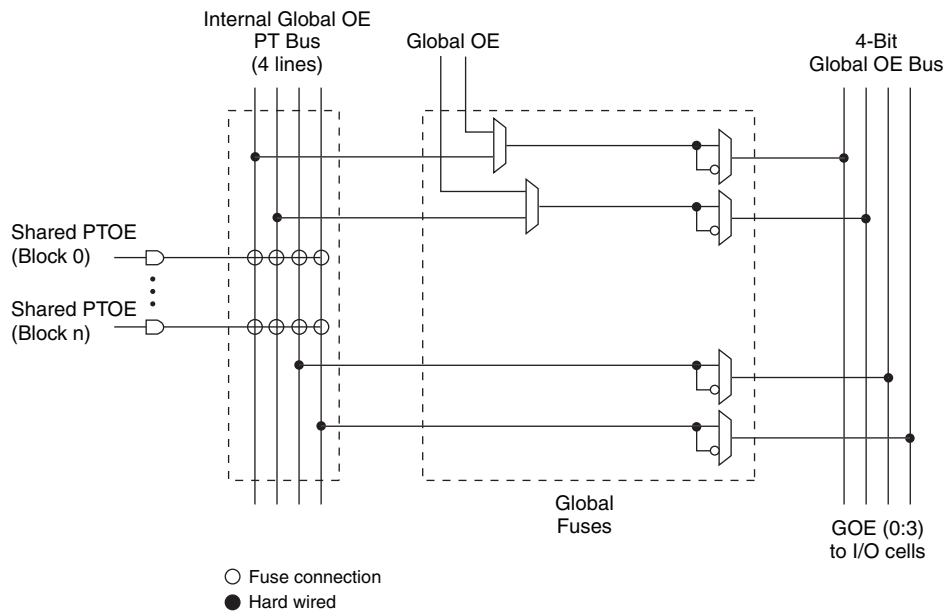 Internal Global OE
PT Bus
(4 lines)
Global OE
4-Bit
Global OE Bus
Shared PTOE
(Block 0)
Shared PTOE
(Block n)
Global
Fuses
GOE (0:3)
to I/O cells
Fuse connection
Hard wired